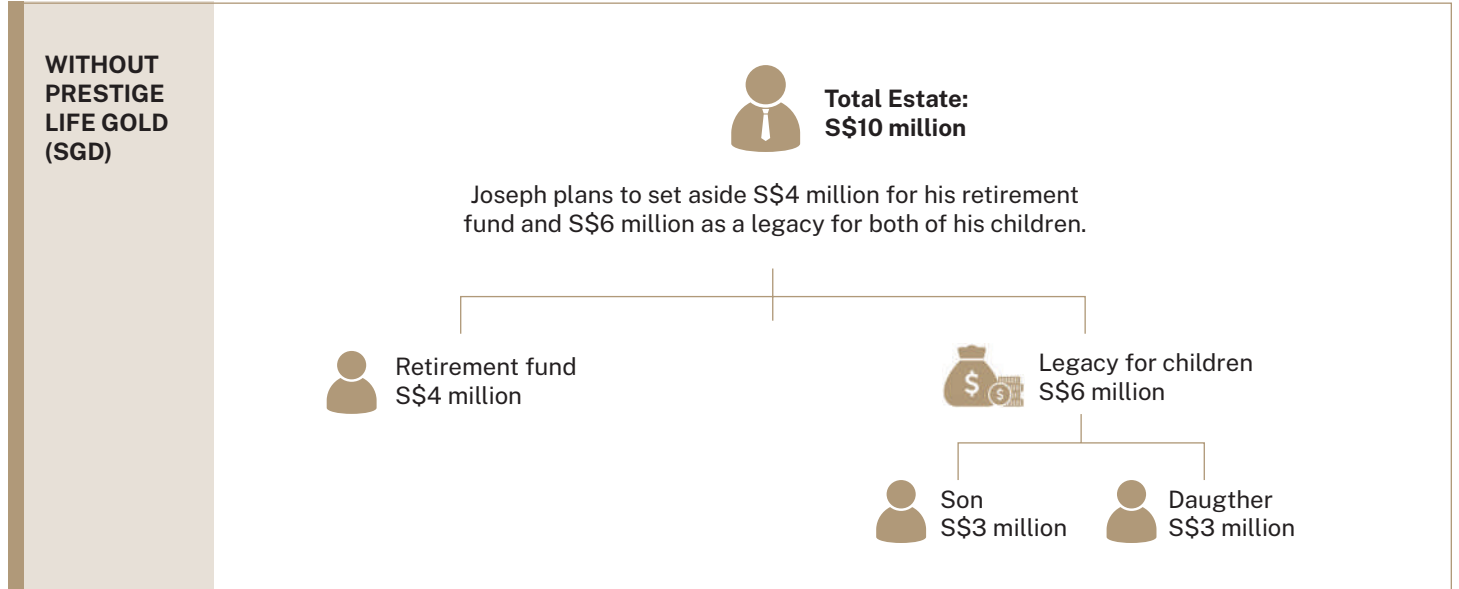 WITHOUT
PRESTIGE
LIFE GOLD
(SGD)
Total Estate:
S$10 million
Joseph plans to set aside S$4 million for his retirement
fund and S$6 million as a legacy for both of his children.
Retirement fund
S$4 million
$
$
Legacy for children
S$6 million
Son
S$3 million
Daugther
S$3 million